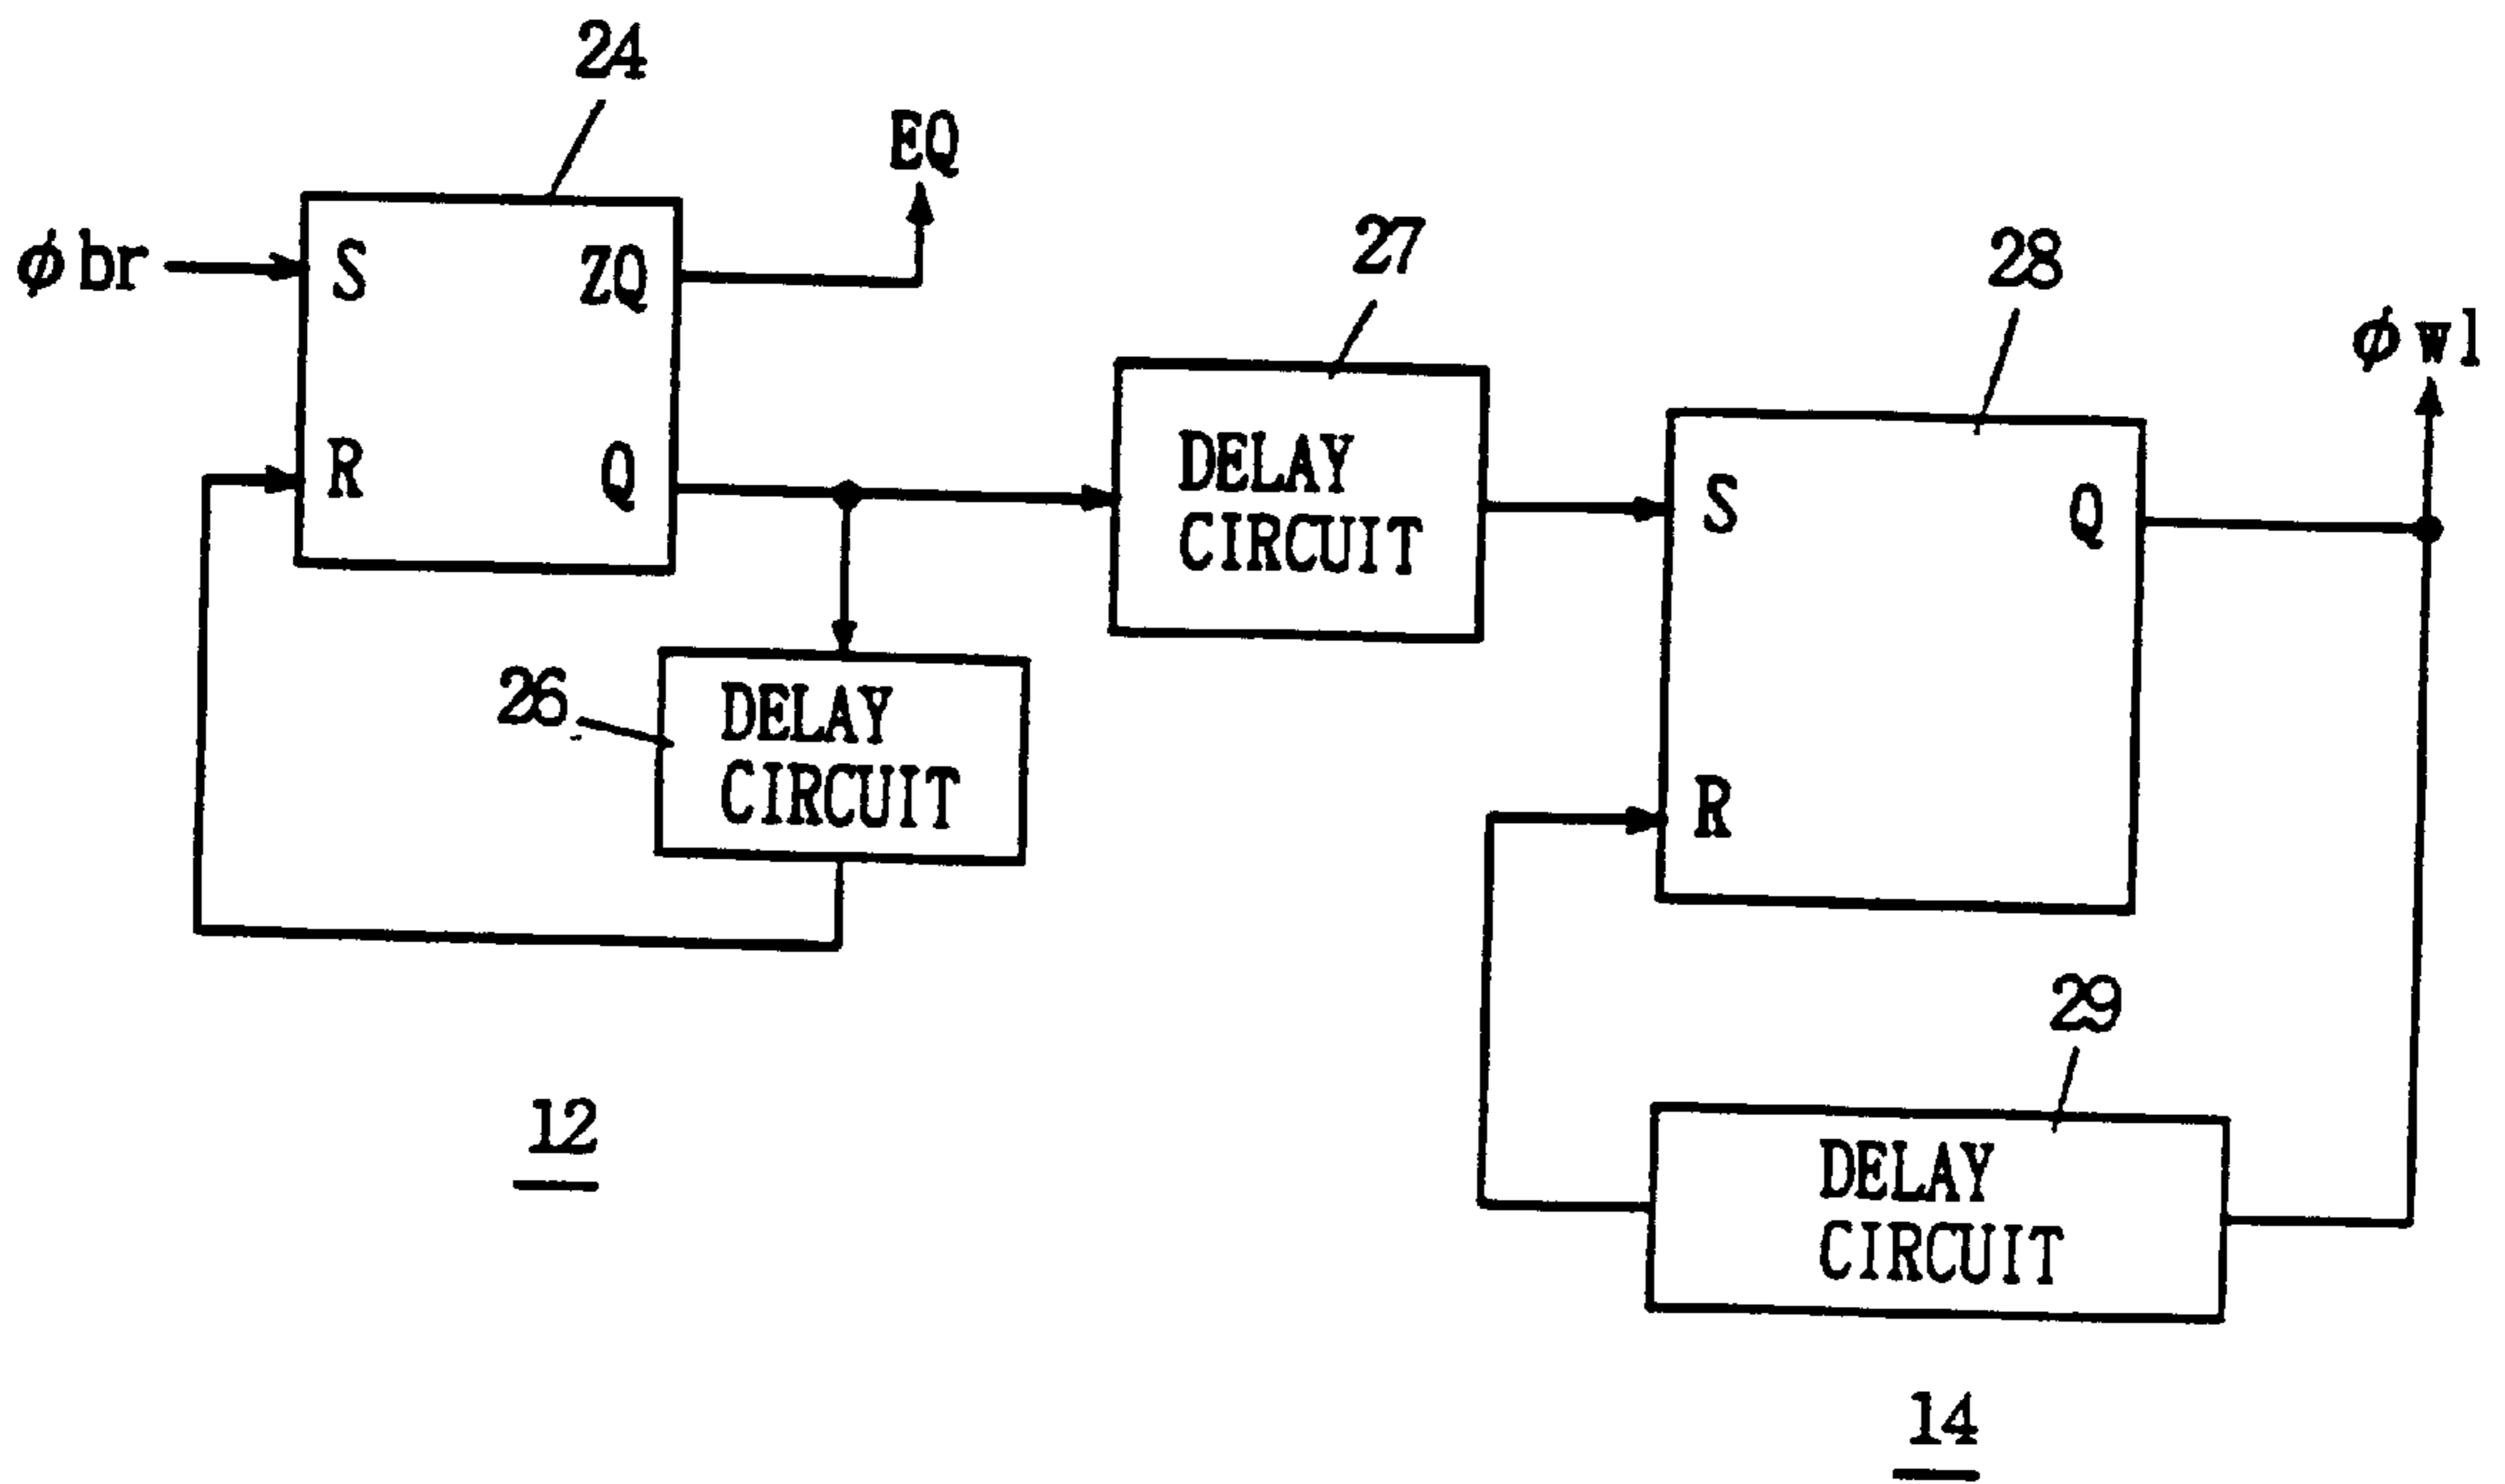 24
EQ
φbr
S
ZQ
27
28
φwl
R
Q
DELAY
CIRCUIT
S
Q
26
DELAY
CIRCUIT
R
29
12
DELAY
CIRCUIT
14